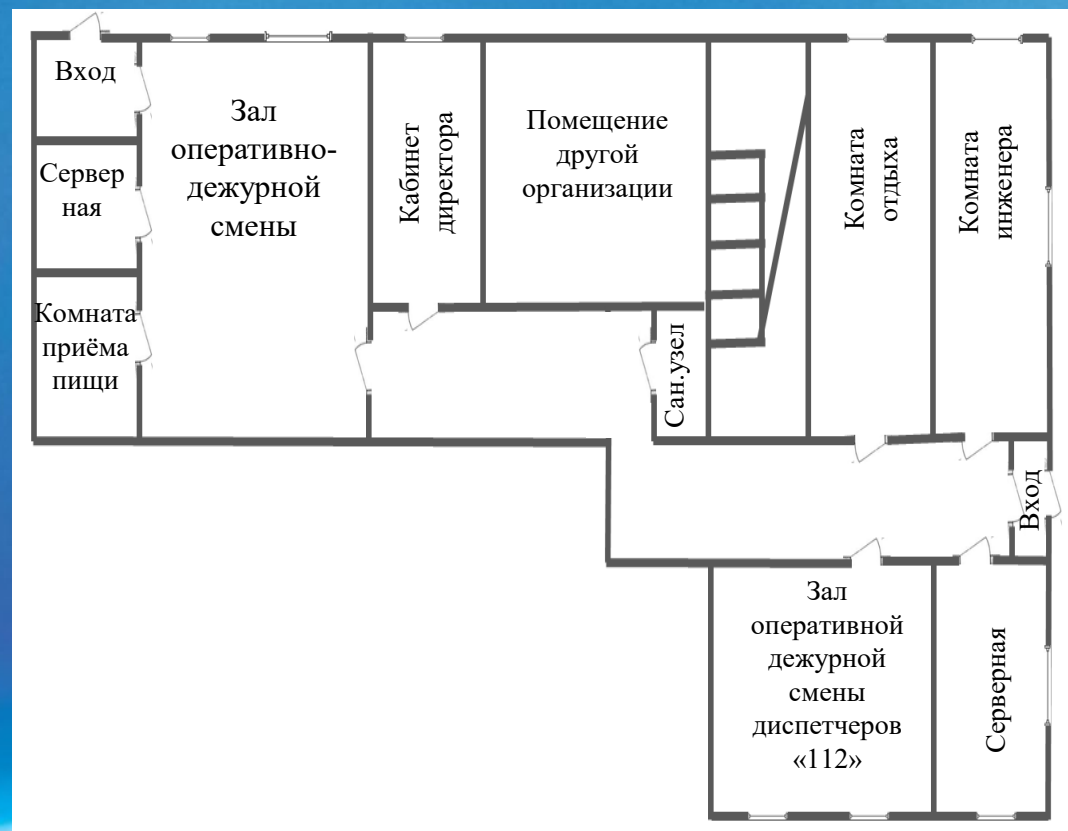 Вход
Сервер
ная
Комната
приёма
пищи
Зал
оперативно-
дежурной
смены
Кабинет
директора
Помещение
другой
организации
Сан.узел
Комната
отдыха
Комната
инженера
Вход
Зал
оперативной
дежурной
смены
диспетчеров
«112»
Серверная